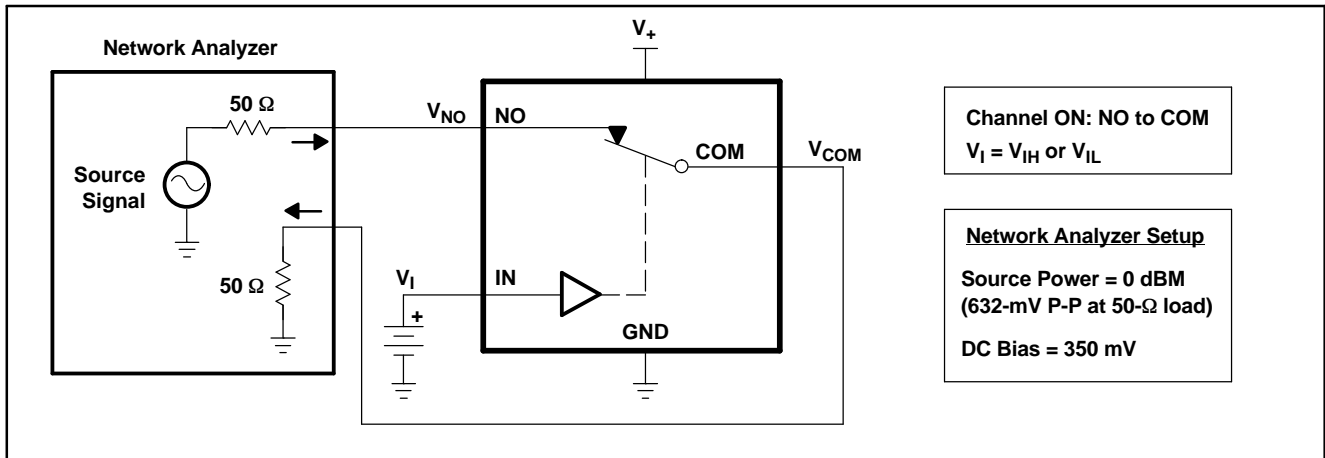 Network Analyzer
50 Ω
Source
Signal
50 Ω
V+
VNO
NO
COM
VCOM
VI
IN
+
GND
Channel ON: NO to COM
VI = VIH or VIL
Network Analyzer Setup
Source Power = 0 dBM
(632-mV P-P at 50-Ω load)
DC Bias = 350 mV